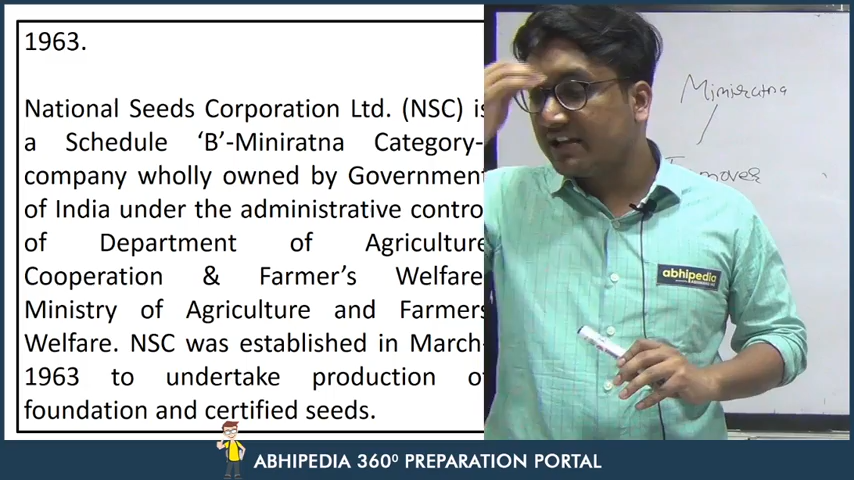 1963.
National Seeds Corporation Ltd. (NSC) is
a Schedule ‘B’-Miniratna Category-
company wholly owned by Government
of India under the administrative contro
of Department of Agriculture
Cooperation & Farmer’s Welfare
Ministry of Agriculture and Farmers
Welfare. NSC was established in March-
1963 to undertake production of
foundation and certified seeds.
Miniratna
abhipedia
ABHIPEDIA 360⁰ PREPARATION PORTAL